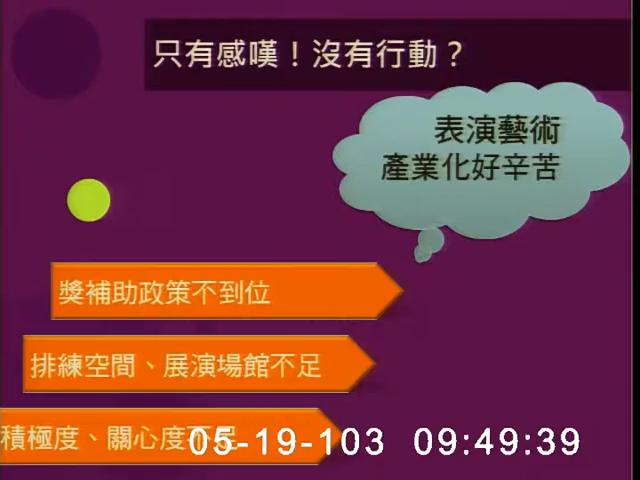 只有感嘆！沒有行動？
表演藝術
產業化好辛苦
獎補助政策不到位
排練空間、展演場館不足
積極度、關心度不足
05-19-103 09:49:39